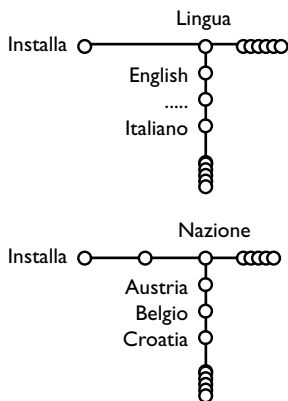 Lingua
Installa
English
.....
Italiano
Nazione
Installa
Austria
Belgio
Croatia